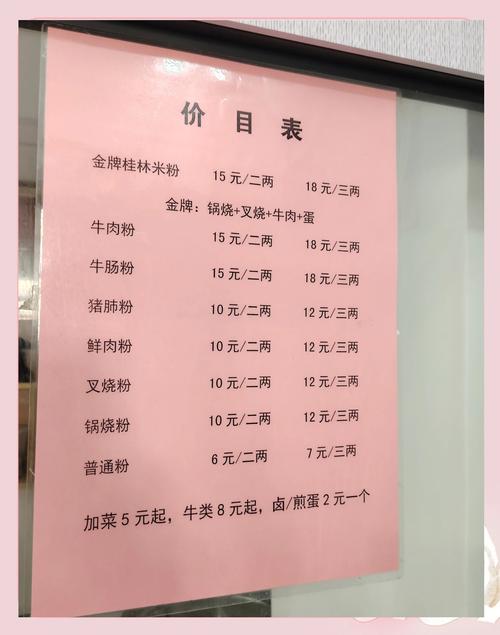 价目表
金牌桂林米粉 15元/二两 18元/三两
金牌：锅烧+叉烧+牛肉+蛋
牛肉粉 15元/二两 18元/三两
牛肠粉 15元/二两 18元/三两
猪肺粉 10元/二两 12元/三两
鲜肉粉 10元/二两 12元/三两
叉烧粉 10元/二两 12元/三两
锅烧粉 10元/二两 12元/三两
普通粉 6元/二两 7元/三两
加菜5元起，牛类8元起，卤/煎蛋2元一个